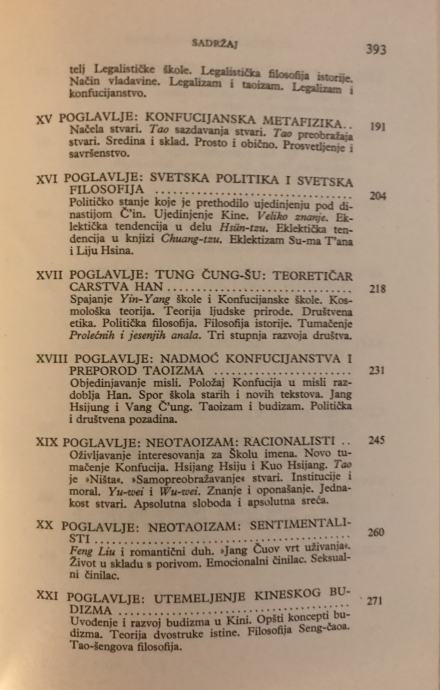 SADRŽAJ
393
telj Legalističke škole. Legalistička filosofija istorije.
Način vladavine. Legalizam i taoizam. Legalizam i
konfucijanstvo.
XV POGLAVLJE: KONFUCIJANSKA METAFIZIKA.. 191
Načela stvari. Tao sazdavanja stvari. Tao preobražaja
stvari. Sredina i sklad. Prosto i obično. Prosvetljenje i
savršenstvo.
XVI POGLAVLJE: SVETSKA POLITIKA I SVETSKA
FILOSOFIJA .............................. 204
Političko stanje koje je prethodilo ujedinjenju pod di-
nastijom Č'in. Ujedinjenje Kine. Veliko znanje. Ek-
lektička tendencija u delu Hsün-tzu. Eklektička ten-
dencija u knjizi Chuang-tzu. Eklektizam Su-ma T'ana
i Liju Hsina.
XVII POGLAVLJE: TUNG ČUNG-ŠU: TEORETIČAR
CARSTVA HAN .............................. 218
Spajanje Yin-Yang škole i Konfucijanske škole. Kos-
mološka teorija. Teorija ljudske prirode. Društvena
etika. Politička filosofija. Filosofija istorije. Tumačenje
Prolećnih i jesenjih anala. Tri stupnja razvoja društva.
XVIII POGLAVLJE: NADMOĆ KONFUCIJANSTVA I
PREPOROD TAOIZMA ...................... 231
Objedinjavanje misli. Položaj Konfucija u misli raz-
doblja Han. Spor škola starih i novih tekstova. Jang
Hsijung i Vang Č'ung. Taoizam i budizam. Politička
i društvena pozadina.
XIX POGLAVLJE: NEOTAOIZAM: RACIONALISTI .. 245
Oživljavanje interesovanja za Školu imena. Novo tu-
mačenje Konfucija. Hsijang Hsiju i Kuo Hsijang. Tao
je »Ništa«. »Samopreobražavanje« stvari. Institucije i
moral. Yu-wei i Wu-wei. Znanje i oponašanje. Jedna-
kost stvari. Apsolutna sloboda i apsolutna sreća.
XX POGLAVLJE: NEOTAOIZAM: SENTIMENTALI-
STI ...................................... 260
Feng Liu i romantični duh. »Jang Čuov vrt uživanja«.
Život u skladu s porivom. Emocionalni činilac. Seksual-
ni činilac.
XXI POGLAVLJE: UTEMELJENJE KINESKOG BU-
DIZMA .................................. 271
Uvođenje i razvoj budizma u Kini. Opšti koncepti bu-
dizma. Teorija dvostruke istine. Filosofija Seng-čaoa.
Tao-šengova filosofija.